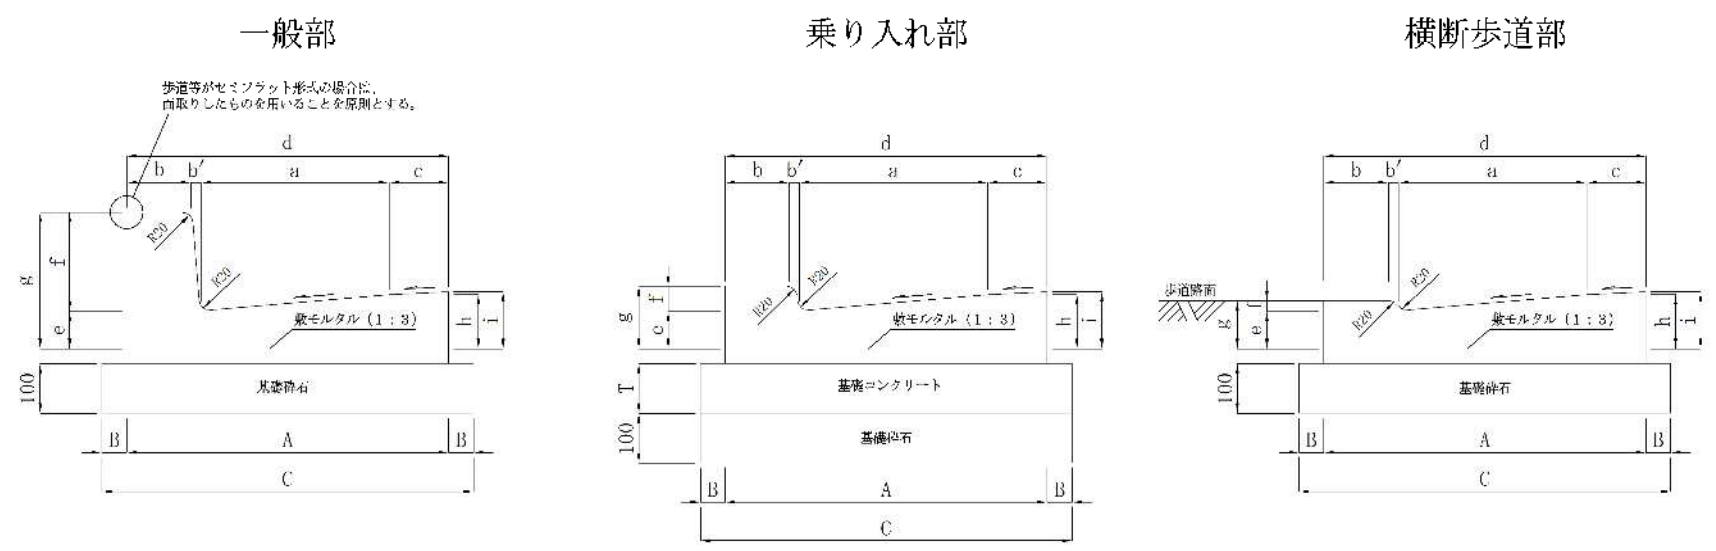 一般部
歩道等がセミフラット形式の場合は、
面取りしたものを用いることを原則とする。
d
b b' a c
R20
R20
g f e
敷モルタル (1:3)
h i
100
基礎砕石
B A B
C
乗り入れ部
d
b b' a c
R20
R20
g f e
敷モルタル (1:3)
h i
T
基礎コンクリート
100
基礎砕石
B A B
C
横断歩道部
d
b b' a c
歩道路面
R20
R20
g f e
敷モルタル (1:3)
h i
100
基礎砕石
B A B
C